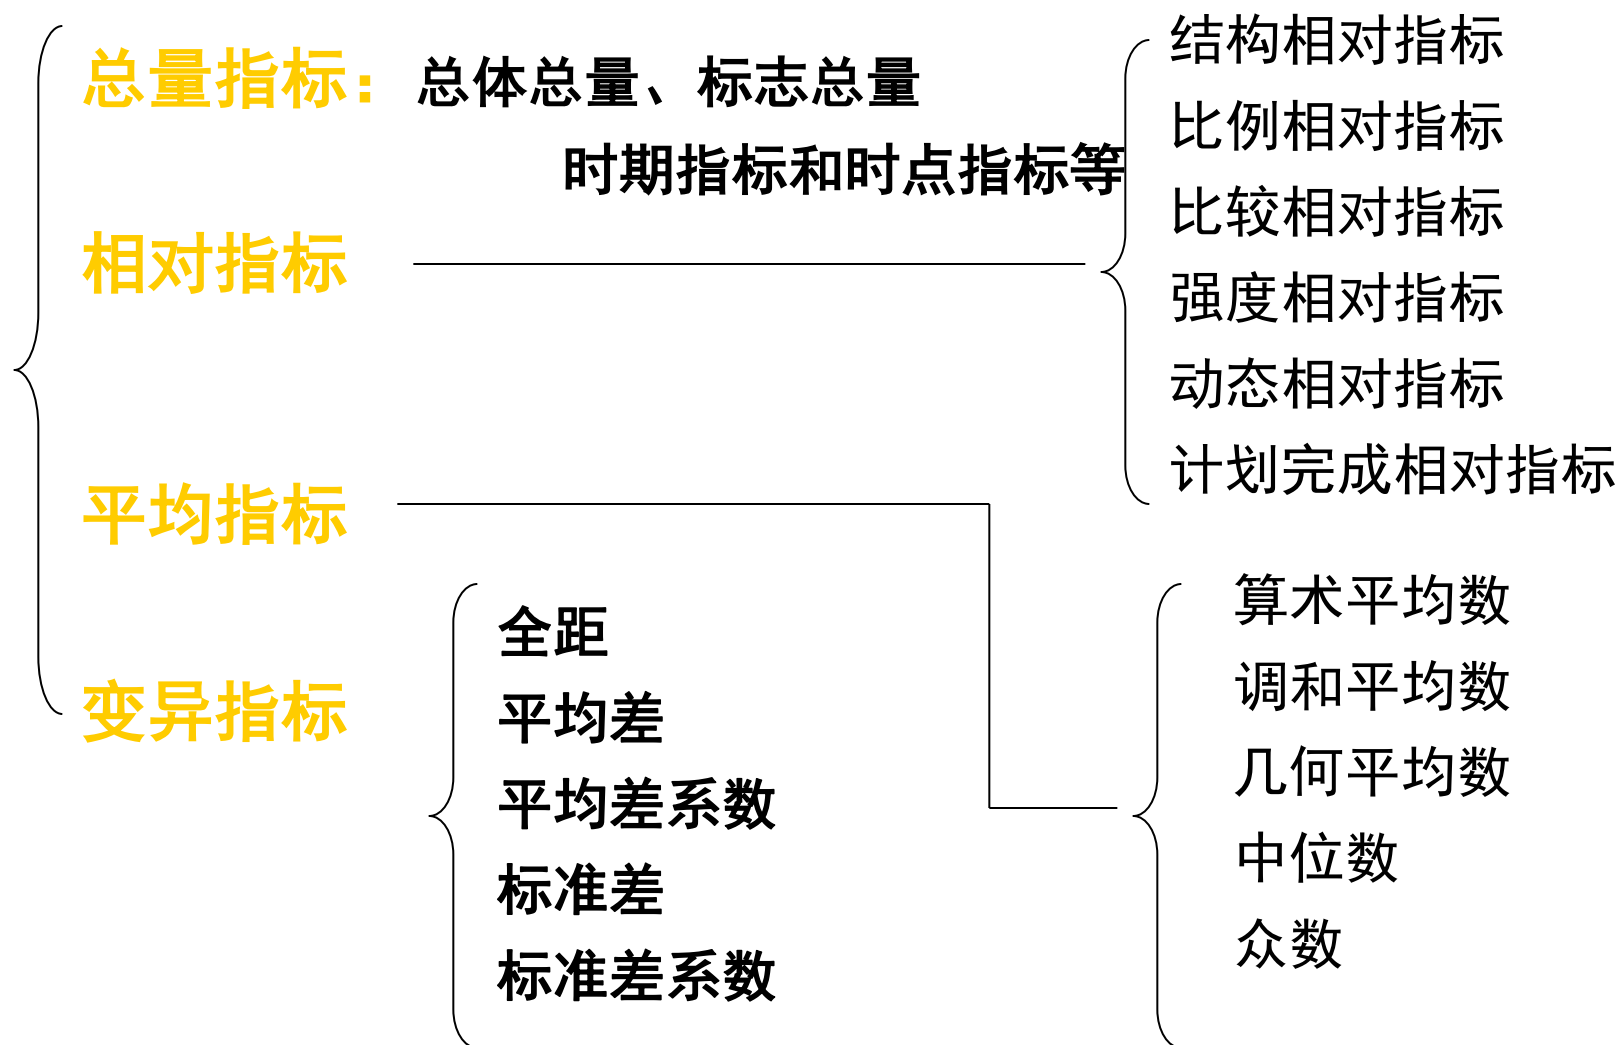 总量指标：总体总量、标志总量
时期指标和时点指标等
相对指标
结构相对指标
比例相对指标
比较相对指标
强度相对指标
动态相对指标
计划完成相对指标
平均指标
算术平均数
调和平均数
几何平均数
中位数
众数
变异指标
全距
平均差
平均差系数
标准差
标准差系数